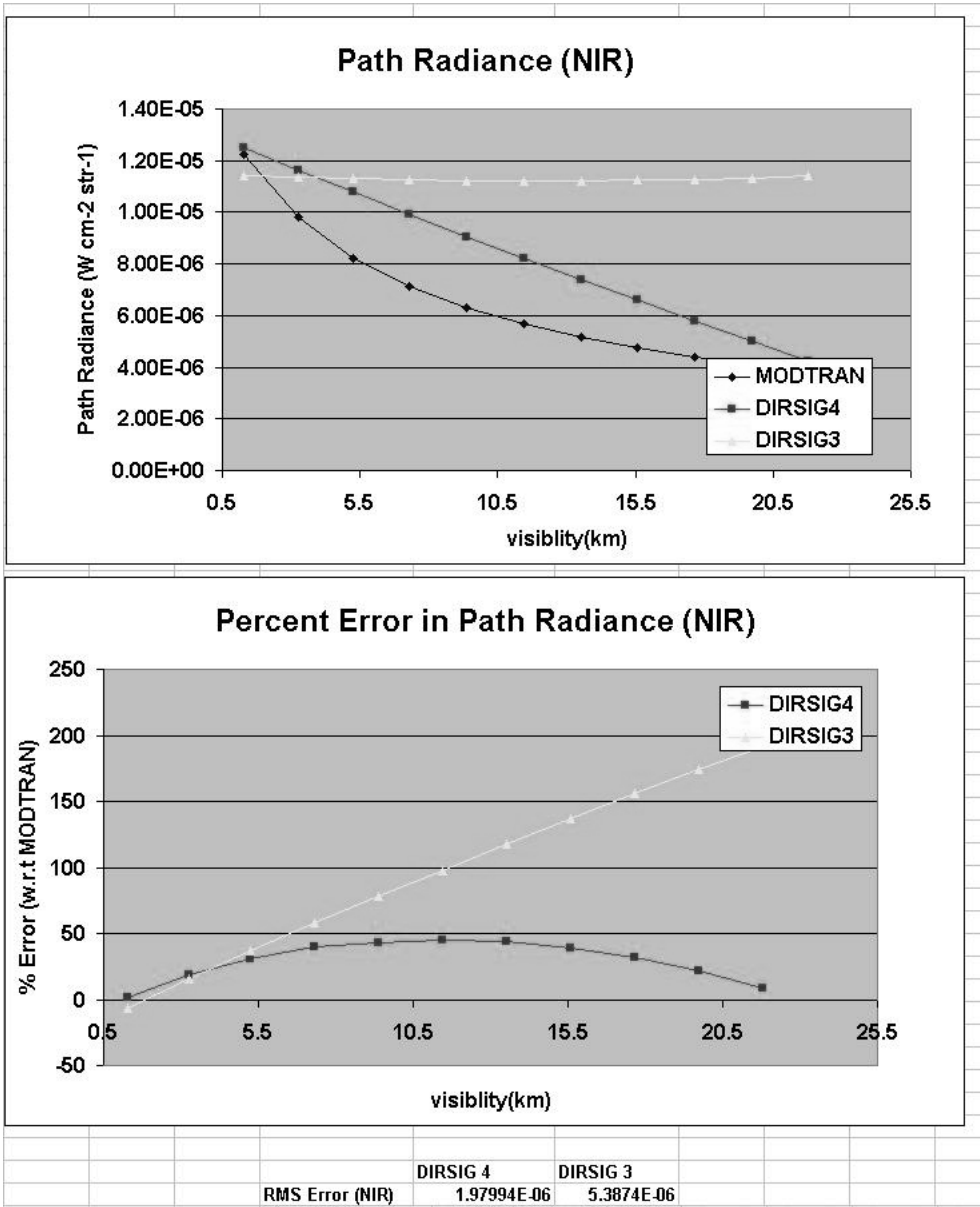 Path Radiance (NIR)
1.40E-05
1.20E-05
1.00E-05
8.00E-06
6.00E-06
4.00E-06
2.00E-06
0.00E+00
Path Radiance (W cm-2 str-1)
MODTRAN
DIRSIG4
DIRSIG3
0.5 5.5 10.5 15.5 20.5 25.5
visiblity(km)
Percent Error in Path Radiance (NIR)
250
200
150
100
50
0
-50
% Error (w.r.t MODTRAN)
DIRSIG4
DIRSIG3
0.5 5.5 10.5 15.5 20.5 25.5
visiblity(km)
DIRSIG 4 DIRSIG 3
RMS Error (NIR) 1.97994E-06 5.3874E-06